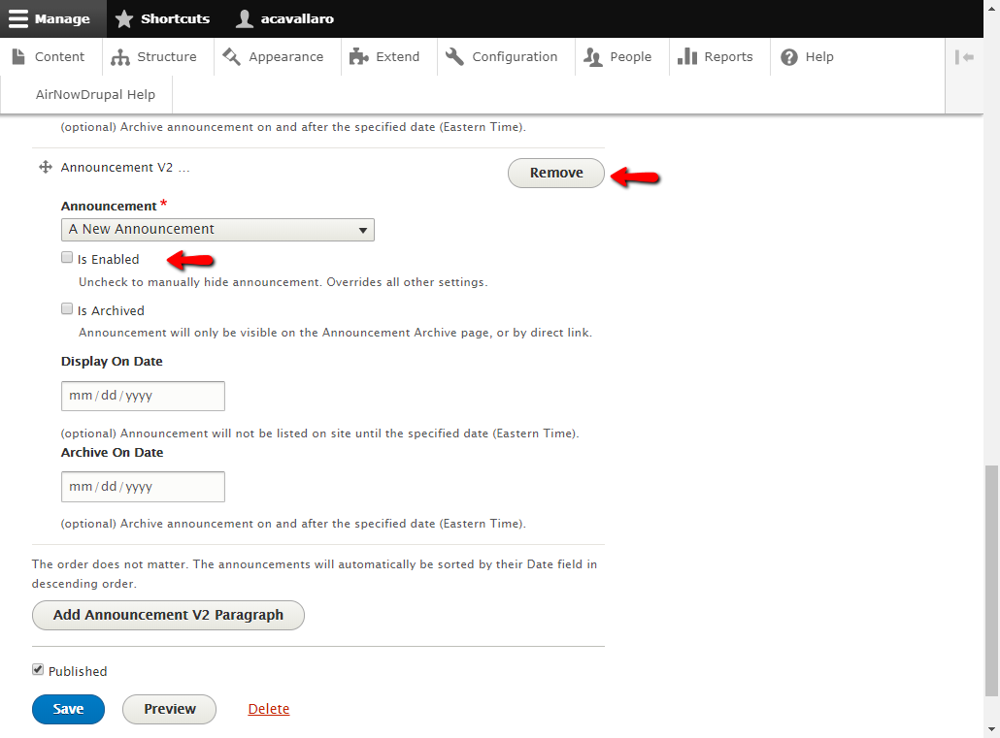 Manage Shortcuts acavallaro
Content Structure Appearance Extend Configuration People Reports Help
AirNowDrupal Help
(optional) Archive announcement on and after the specified date (Eastern Time).
Announcement V2 ...
Remove
Announcement *
A New Announcement
Is Enabled
Uncheck to manually hide announcement. Overrides all other settings.
Is Archived
Announcement will only be visible on the Announcement Archive page, or by direct link.
Display On Date
mm/dd/yyyy
(optional) Announcement will not be listed on site until the specified date (Eastern Time).
Archive On Date
mm/dd/yyyy
(optional) Archive announcement on and after the specified date (Eastern Time).
The order does not matter. The announcements will automatically be sorted by their Date field in
descending order.
Add Announcement V2 Paragraph
Published
Save Preview Delete